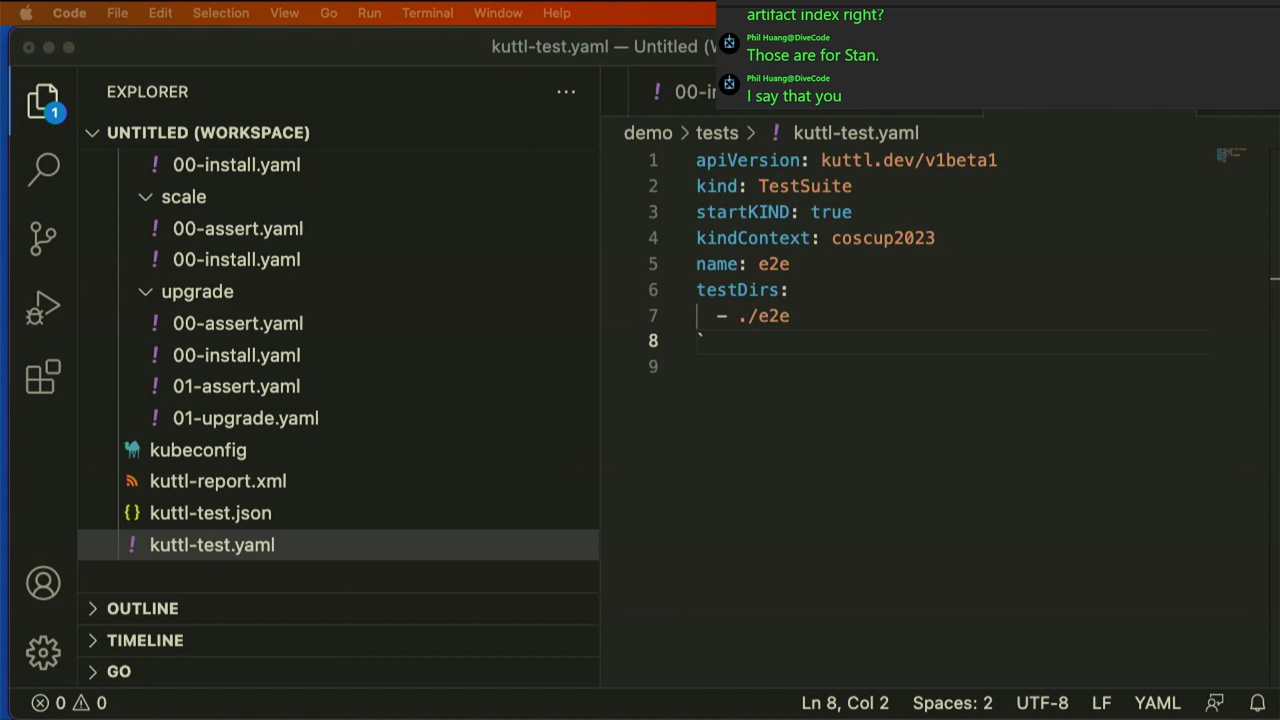 Code File Edit Selection View Go Run Terminal Window Help
artifact index right?
Phil Huang@DiveCode
Those are for Stan.
Phil Huang@DiveCode
I say that you
kuttl-test.yaml — Untitled (
1
EXPLORER
UNTITLED (WORKSPACE)
00-install.yaml
scale
00-assert.yaml
00-install.yaml
upgrade
00-assert.yaml
00-install.yaml
01-assert.yaml
01-upgrade.yaml
kubeconfig
kuttl-report.xml
kuttl-test.json
kuttl-test.yaml
OUTLINE
TIMELINE
GO
! 00-i
demo > tests > ! kuttl-test.yaml
1 apiVersion: kuttl.dev/v1beta1
2 kind: TestSuite
3 startKIND: true
4 kindContext: coscup2023
5 name: e2e
6 testDirs:
7 - ./e2e
8 `
9
0 0
Ln 8, Col 2 Spaces: 2 UTF-8 LF YAML